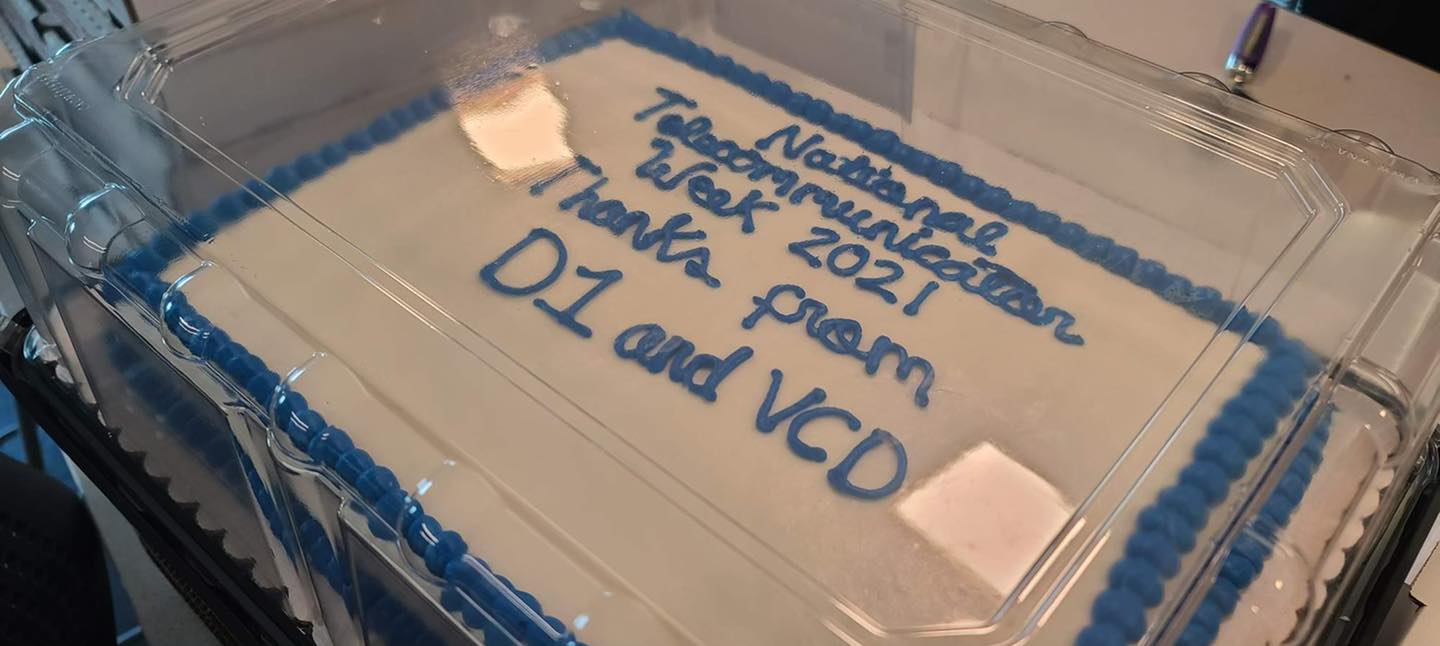 National
Telecommunication
Week 2021
Thanks from
D1 and VCD